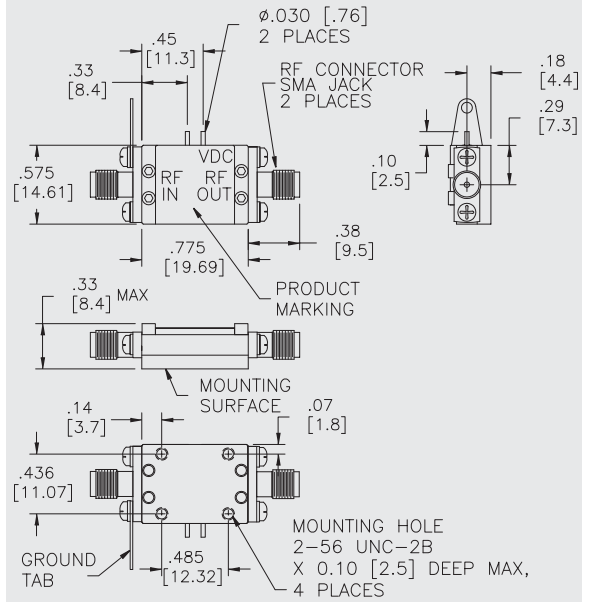 ø.030 [.76]
2 PLACES
.45
[11.3]
.33
[8.4]
RF CONNECTOR
SMA JACK
2 PLACES
.18
[4.4]
.29
[7.3]
.10
[2.5]
VDC
RF IN
RF OUT
.575
[14.61]
.775
[19.69]
.38
[9.5]
PRODUCT
MARKING
.33
[8.4] MAX
MOUNTING
SURFACE
.14
[3.7]
.07
[1.8]
.436
[11.07]
GROUND
TAB
.485
[12.32]
MOUNTING HOLE
2-56 UNC-2B
X 0.10 [2.5] DEEP MAX,
4 PLACES